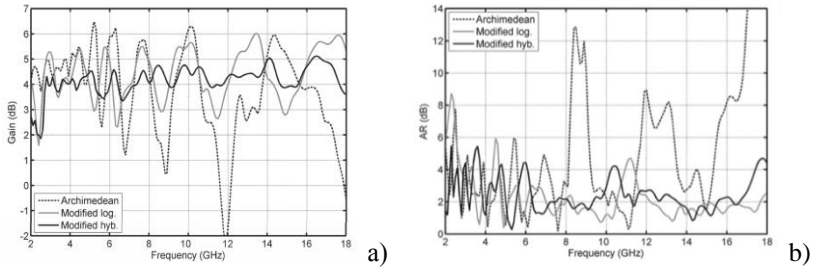 7
6
5
4
3
2
1
0
-1
-2
Gain (dB)
Archimedean
Modified log.
Modified hyb.
2 4 6 8 10 12 14 16 18
Frequency (GHz)
a)
14
12
10
8
6
4
2
0
AR (dB)
Archimedean
Modified log.
Modified hyb.
2 4 6 8 10 12 14 16 18
Frequency (GHz)
b)